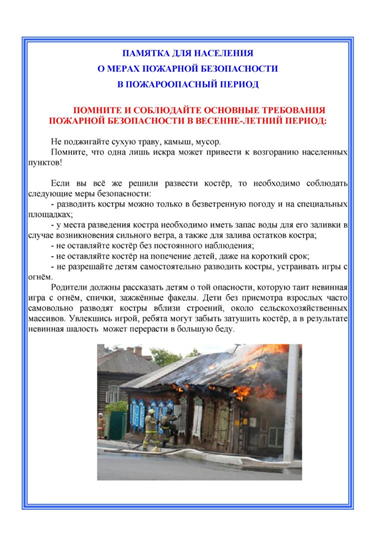 ПАМЯТКА ДЛЯ НАСЕЛЕНИЯ
О МЕРАХ ПОЖАРНОЙ БЕЗОПАСНОСТИ
В ПОЖАРООПАСНЫЙ ПЕРИОД
ПОМНИТЕ И СОБЛЮДАЙТЕ ОСНОВНЫЕ ТРЕБОВАНИЯ
ПОЖАРНОЙ БЕЗОПАСНОСТИ В ВЕСЕННЕ-ЛЕТНИЙ ПЕРИОД:
Не поджигайте сухую траву, камыш, мусор.
Помните, что одна лишь искра может привести к возгоранию населенных
пунктов!
Если вы всё же решили развести костёр, то необходимо соблюдать
следующие меры безопасности:
- разводить костры можно только в безветренную погоду и на специальных
площадках;
- у места разведения костра необходимо иметь запас воды для его заливки в
случае возникновения сильного ветра, а также для залива остатков костра;
- не оставляйте костёр без постоянного наблюдения;
- не оставляйте костёр на попечение детей, даже на короткий срок;
- не разрешайте детям самостоятельно разводить костры, устраивать игры с
огнём.
Родители должны рассказать детям о той опасности, которую таит невинная
игра с огнём, спички, зажжённые факелы. Дети без присмотра взрослых часто
самовольно разводят костры вблизи строений, около сельскохозяйственных
массивов. Увлекшись игрой, ребята могут забыть затушить костёр, а в результате
невинная шалость может перерасти в большую беду.